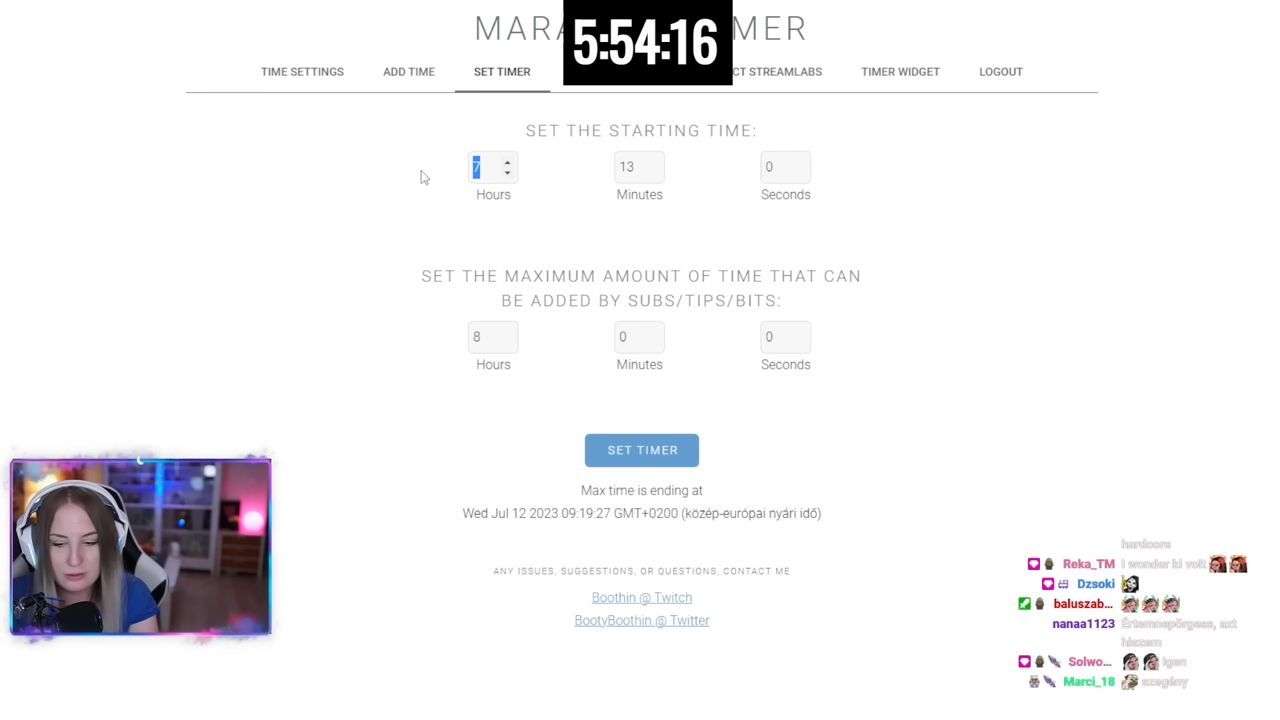 MARA
MER
5:54:16
TIME SETTINGS
ADD TIME
SET TIMER
CT STREAMLABS
TIMER WIDGET
LOGOUT
SET THE STARTING TIME:
7
13
0
Hours
Minutes
Seconds
SET THE MAXIMUM AMOUNT OF TIME THAT CAN
BE ADDED BY SUBS/TIPS/BITS:
8
0
0
Hours
Minutes
Seconds
SET TIMER
Max time is ending at
Wed Jul 12 2023 09:19:27 GMT+0200 (közép-európai nyári idő)
ANY ISSUES, SUGGESTIONS, OR QUESTIONS, CONTACT ME
Boothin @ Twitch
BootyBoothin @ Twitter
hardcore
Reka_TM I wonder ki volt
Dzsoki
baluszab...
nanaa1123 Értemnepörgess, azt
hiszem
Solwo... igen
Marci_18 szegény